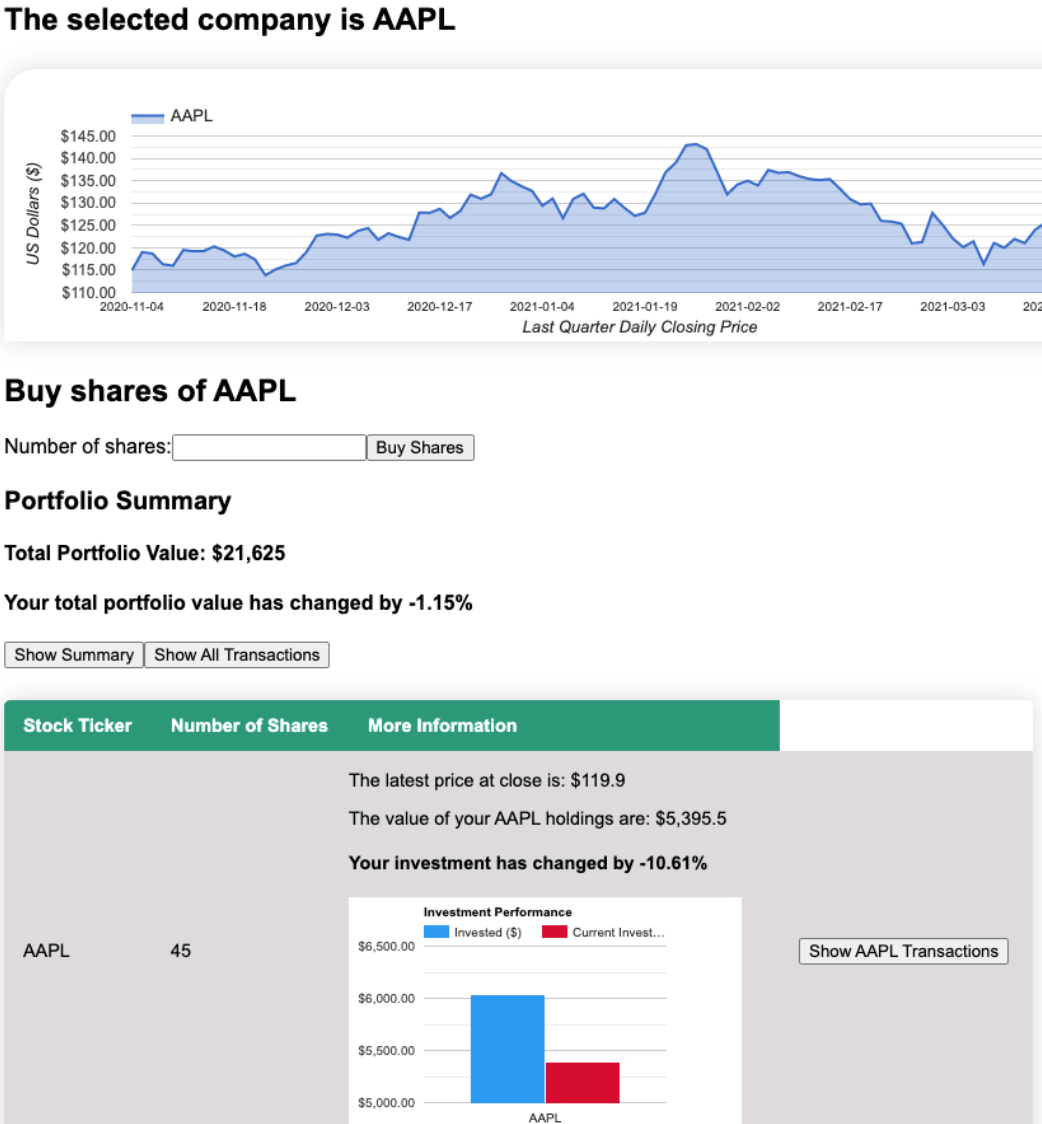 The selected company is AAPL
AAPL
$145.00
$140.00
$135.00
$130.00
$125.00
$120.00
$115.00
$110.00
US Dollars ($)
2020-11-04 2020-11-18 2020-12-03 2020-12-17 2021-01-04 2021-01-19 2021-02-02 2021-02-17 2021-03-03 202
Last Quarter Daily Closing Price
Buy shares of AAPL
Number of shares: Buy Shares
Portfolio Summary
Total Portfolio Value: $21,625
Your total portfolio value has changed by -1.15%
Show Summary Show All Transactions
Stock Ticker Number of Shares More Information
The latest price at close is: $119.9
The value of your AAPL holdings are: $5,395.5
Your investment has changed by -10.61%
Investment Performance
Invested ($) Current Invest...
$6,500.00
AAPL 45 Show AAPL Transactions
$6,000.00
$5,500.00
$5,000.00
AAPL